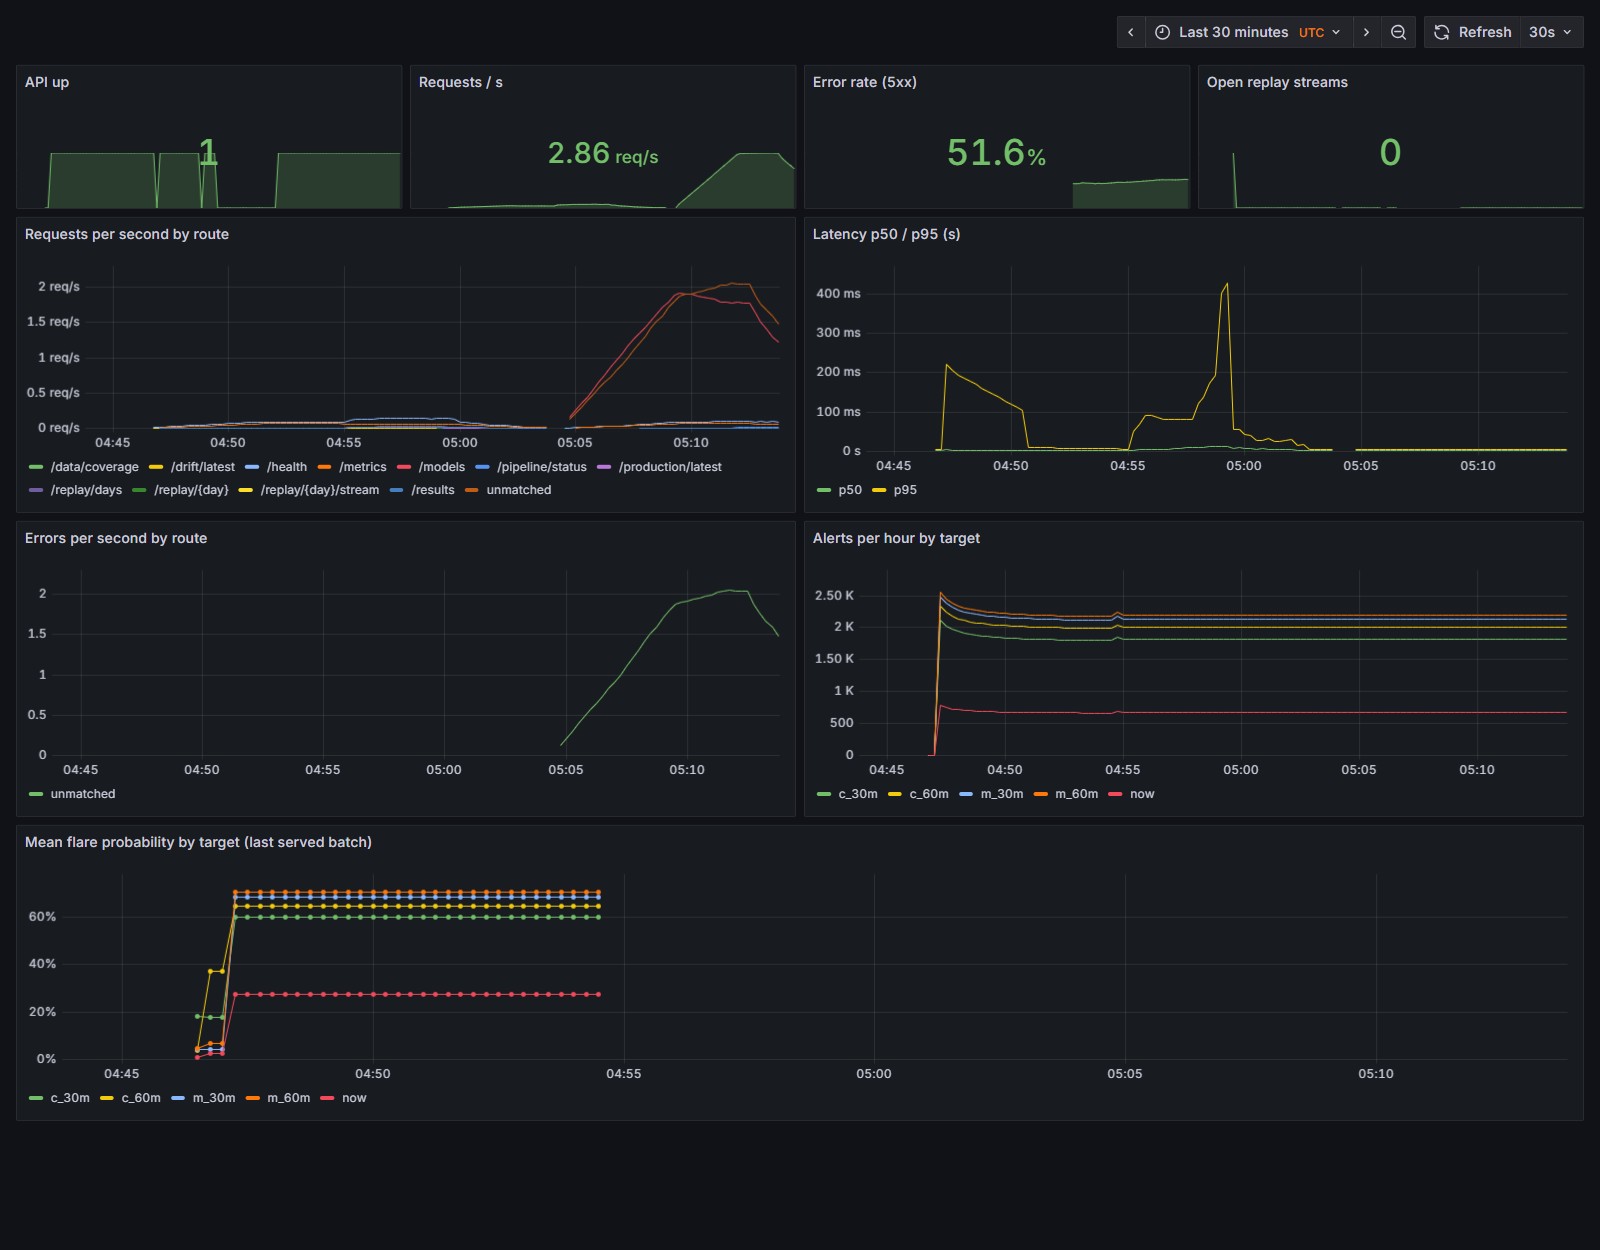 Last 30 minutes UTC
Refresh 30s
API up
1
Requests / s
2.86 req/s
Error rate (5xx)
51.6%
Open replay streams
0
Requests per second by route
2 req/s
1.5 req/s
1 req/s
0.5 req/s
0 req/s
04:45 04:50 04:55 05:00 05:05 05:10
/data/coverage /drift/latest /health /metrics /models /pipeline/status /production/latest
/replay/days /replay/{day} /replay/{day}/stream /results unmatched
Latency p50 / p95 (s)
400 ms
300 ms
200 ms
100 ms
0 s
04:45 04:50 04:55 05:00 05:05 05:10
p50 p95
Errors per second by route
2
1.5
1
0.5
0
04:45 04:50 04:55 05:00 05:05 05:10
unmatched
Alerts per hour by target
2.50 K
2 K
1.50 K
1 K
500
0
04:45 04:50 04:55 05:00 05:05 05:10
c_30m c_60m m_30m m_60m now
Mean flare probability by target (last served batch)
60%
40%
20%
0%
04:45 04:50 04:55 05:00 05:05 05:10
c_30m c_60m m_30m m_60m now